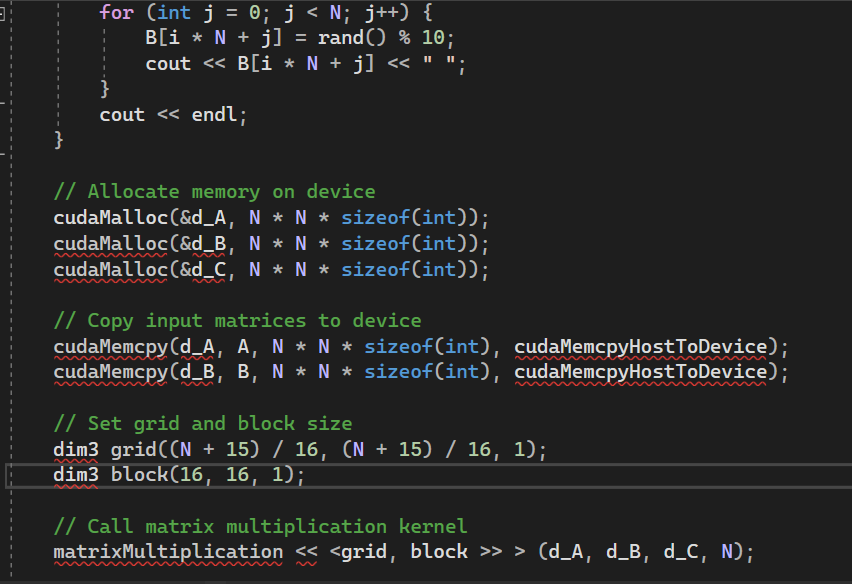 for (int j = 0; j < N; j++) {
B[i * N + j] = rand() % 10;
cout << B[i * N + j] << " ";
}
cout << endl;
}
// Allocate memory on device
cudaMalloc(&d_A, N * N * sizeof(int));
cudaMalloc(&d_B, N * N * sizeof(int));
cudaMalloc(&d_C, N * N * sizeof(int));
// Copy input matrices to device
cudaMemcpy(d_A, A, N * N * sizeof(int), cudaMemcpyHostToDevice);
cudaMemcpy(d_B, B, N * N * sizeof(int), cudaMemcpyHostToDevice);
// Set grid and block size
dim3 grid((N + 15) / 16, (N + 15) / 16, 1);
dim3 block(16, 16, 1);
// Call matrix multiplication kernel
matrixMultiplication << <grid, block >> > (d_A, d_B, d_C, N);